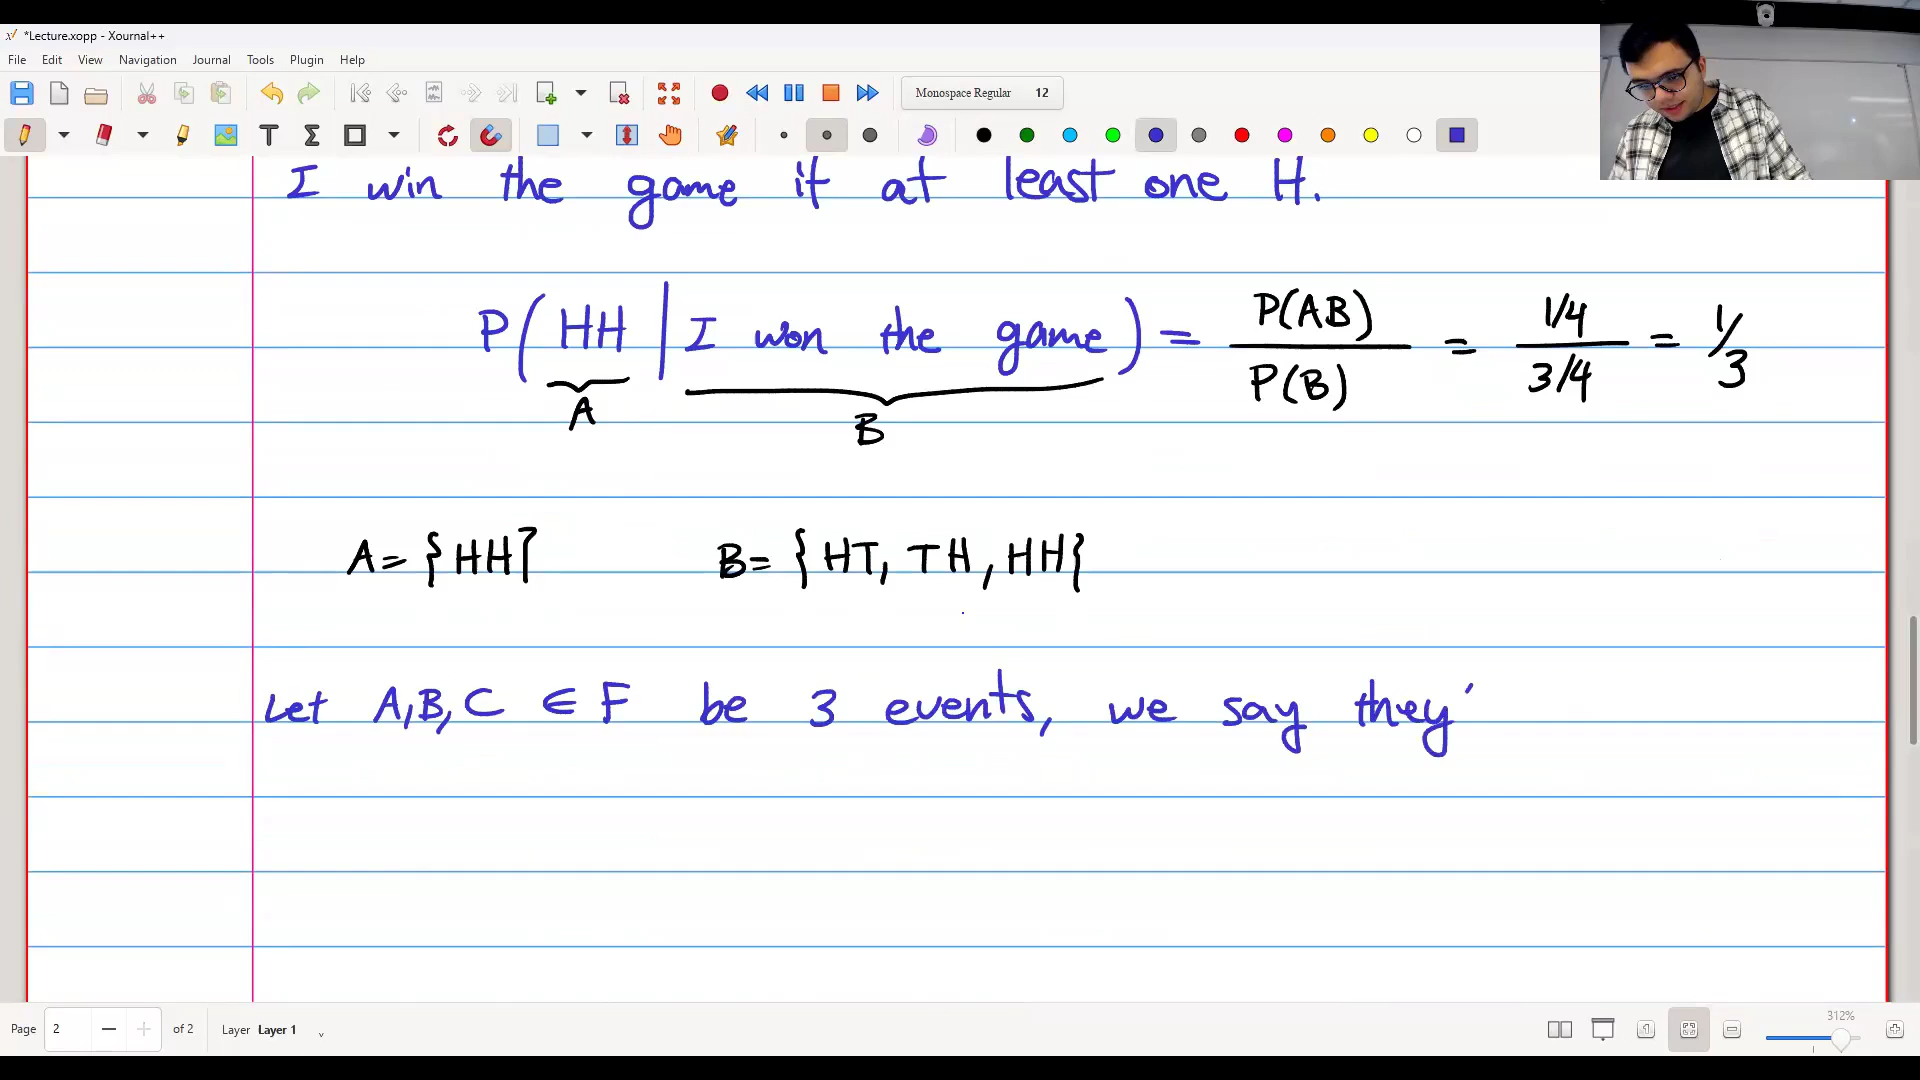 *Lecture.xopp - Xournal++
File Edit View Navigation Journal Tools Plugin Help
Monospace Regular 12
I win the game if at least one H.
P(HH | I won the game) = P(AB)/P(B) = 1/4 / 3/4 = 1/3
A B
A = {HH} B = {HT, TH, HH}
Let A, B, C ∈ F be 3 events, we say they'
Page 2 of 2 Layer Layer 1 312%